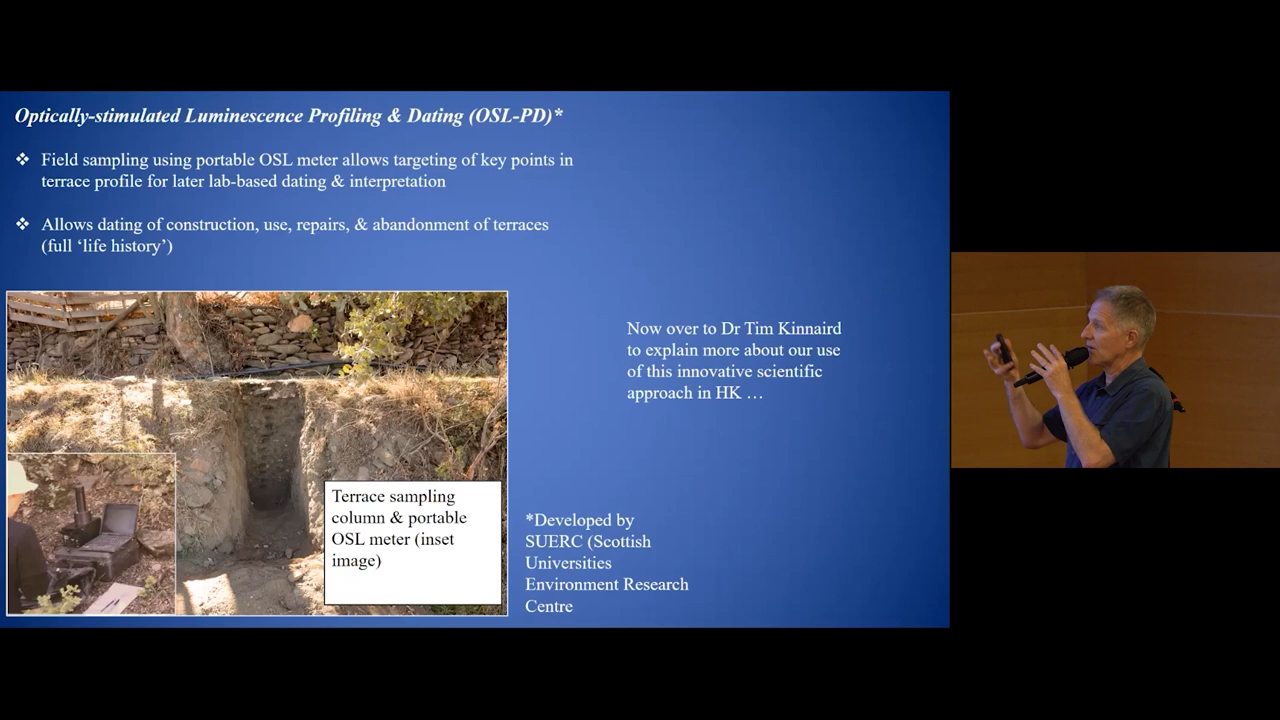 Optically-stimulated Luminescence Profiling & Dating (OSL-PD)*
❖ Field sampling using portable OSL meter allows targeting of key points in
terrace profile for later lab-based dating & interpretation
❖ Allows dating of construction, use, repairs, & abandonment of terraces
(full ‘life history’)
Now over to Dr Tim Kinnaird
to explain more about our use
of this innovative scientific
approach in HK …
Terrace sampling
column & portable
OSL meter (inset
image)
*Developed by
SUERC (Scottish
Universities
Environment Research
Centre